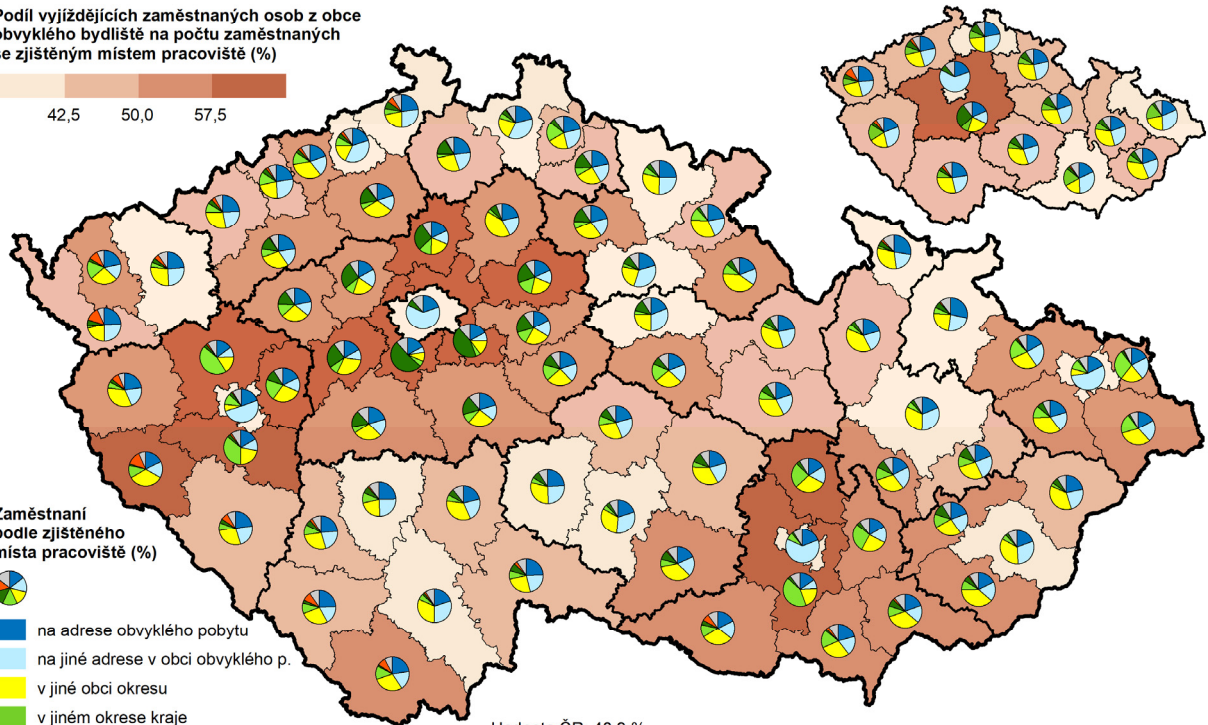 Podíl vyjíždějících zaměstnaných osob z obce
obvyklého bydliště na počtu zaměstnaných
se zjištěným místem pracoviště (%)
42,5 50,0 57,5
Zaměstnaní
podle zjištěného
místa pracoviště (%)
na adrese obvyklého pobytu
na jiné adrese v obci obvyklého p.
v jiné obci okresu
v jiném okrese kraje